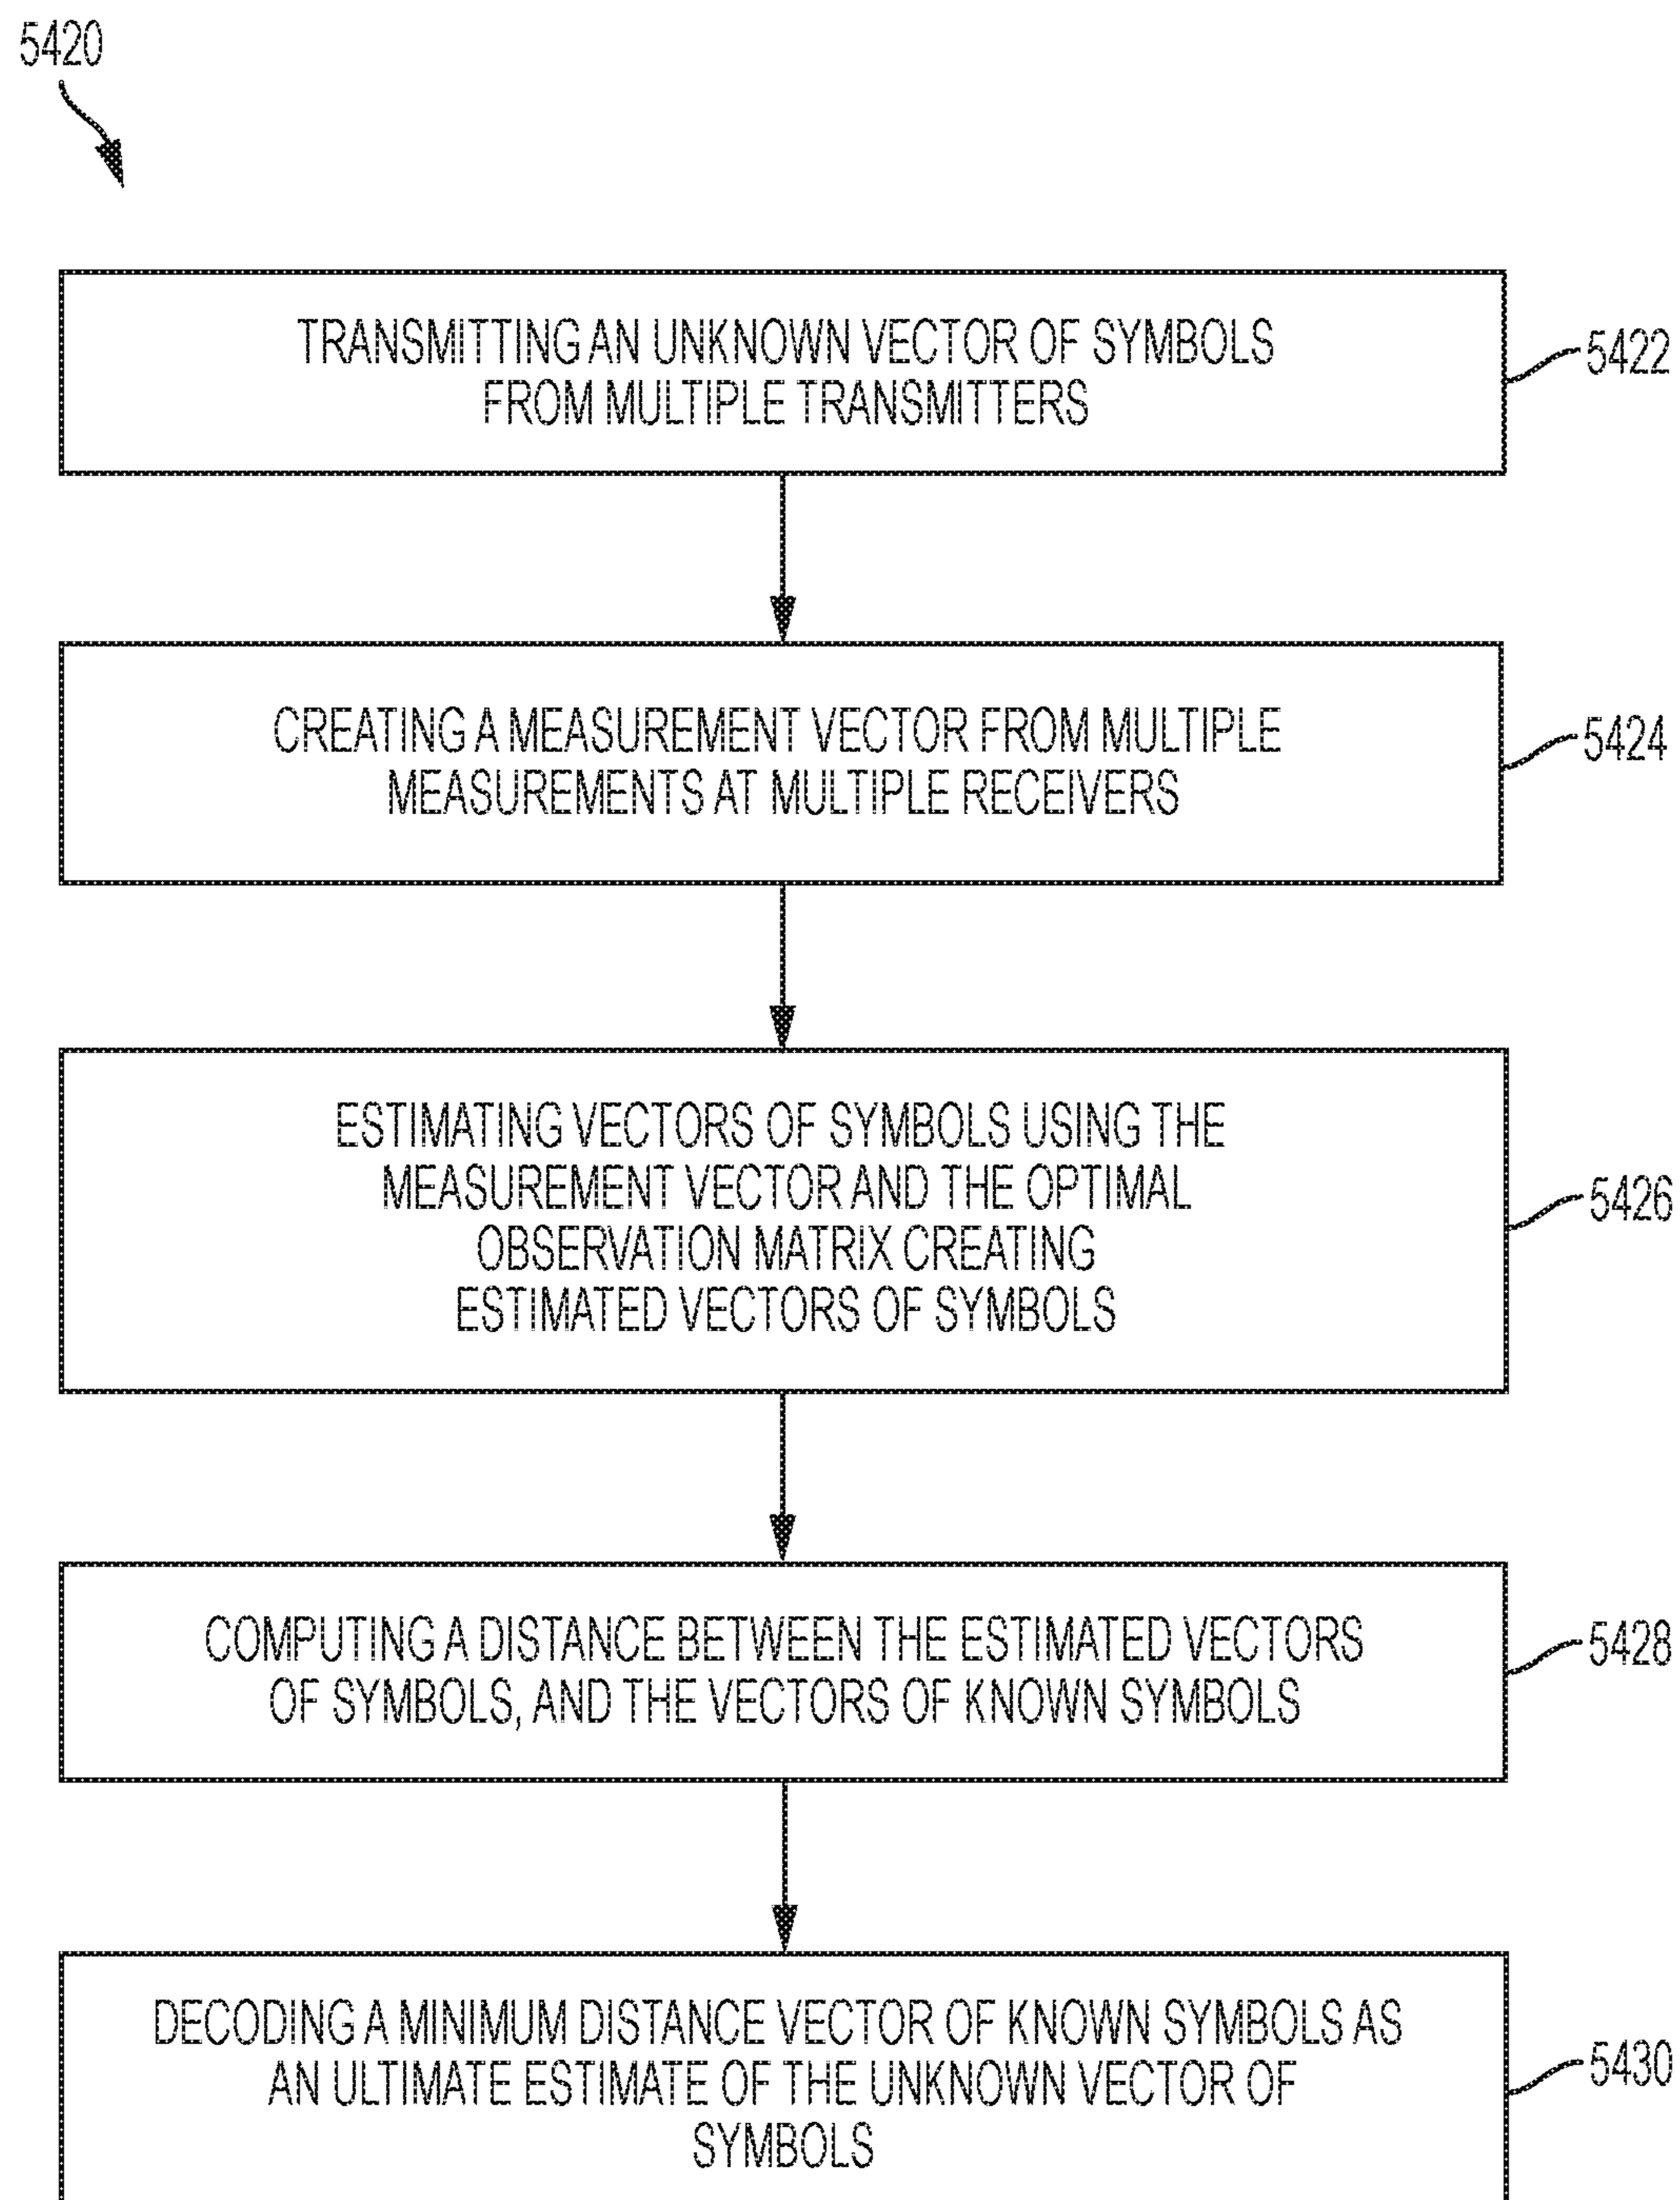 5420
TRANSMITTING AN UNKNOWN VECTOR OF SYMBOLS
FROM MULTIPLE TRANSMITTERS
5422
CREATING A MEASUREMENT VECTOR FROM MULTIPLE
MEASUREMENTS AT MULTIPLE RECEIVERS
5424
ESTIMATING VECTORS OF SYMBOLS USING THE
MEASUREMENT VECTOR AND THE OPTIMAL
OBSERVATION MATRIX CREATING
ESTIMATED VECTORS OF SYMBOLS
5426
COMPUTING A DISTANCE BETWEEN THE ESTIMATED VECTORS
OF SYMBOLS, AND THE VECTORS OF KNOWN SYMBOLS
5428
DECODING A MINIMUM DISTANCE VECTOR OF KNOWN SYMBOLS AS
AN ULTIMATE ESTIMATE OF THE UNKNOWN VECTOR OF
SYMBOLS
5430